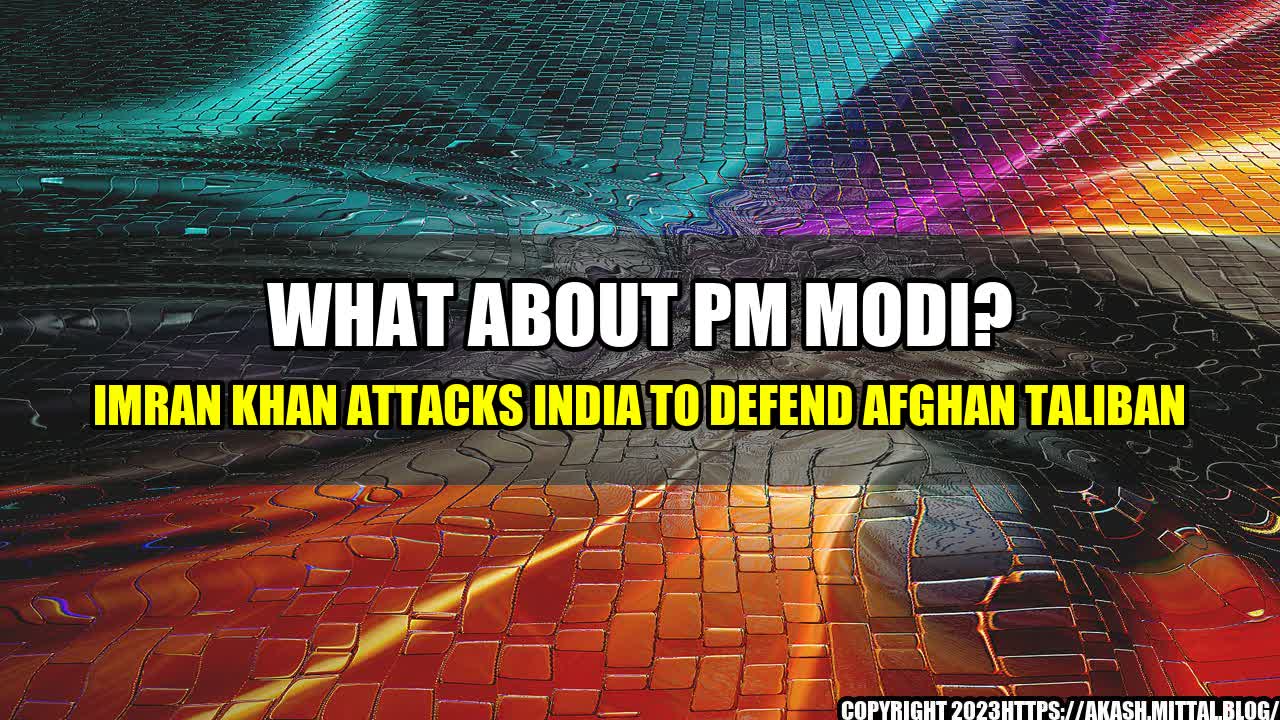 WHAT ABOUT PM MODI?
IMRAN KHAN ATTACKS INDIA TO DEFEND AFGHAN TALIBAN
COPYRIGHT 2023HTTPS://AKASH.MITTAL.BLOG/